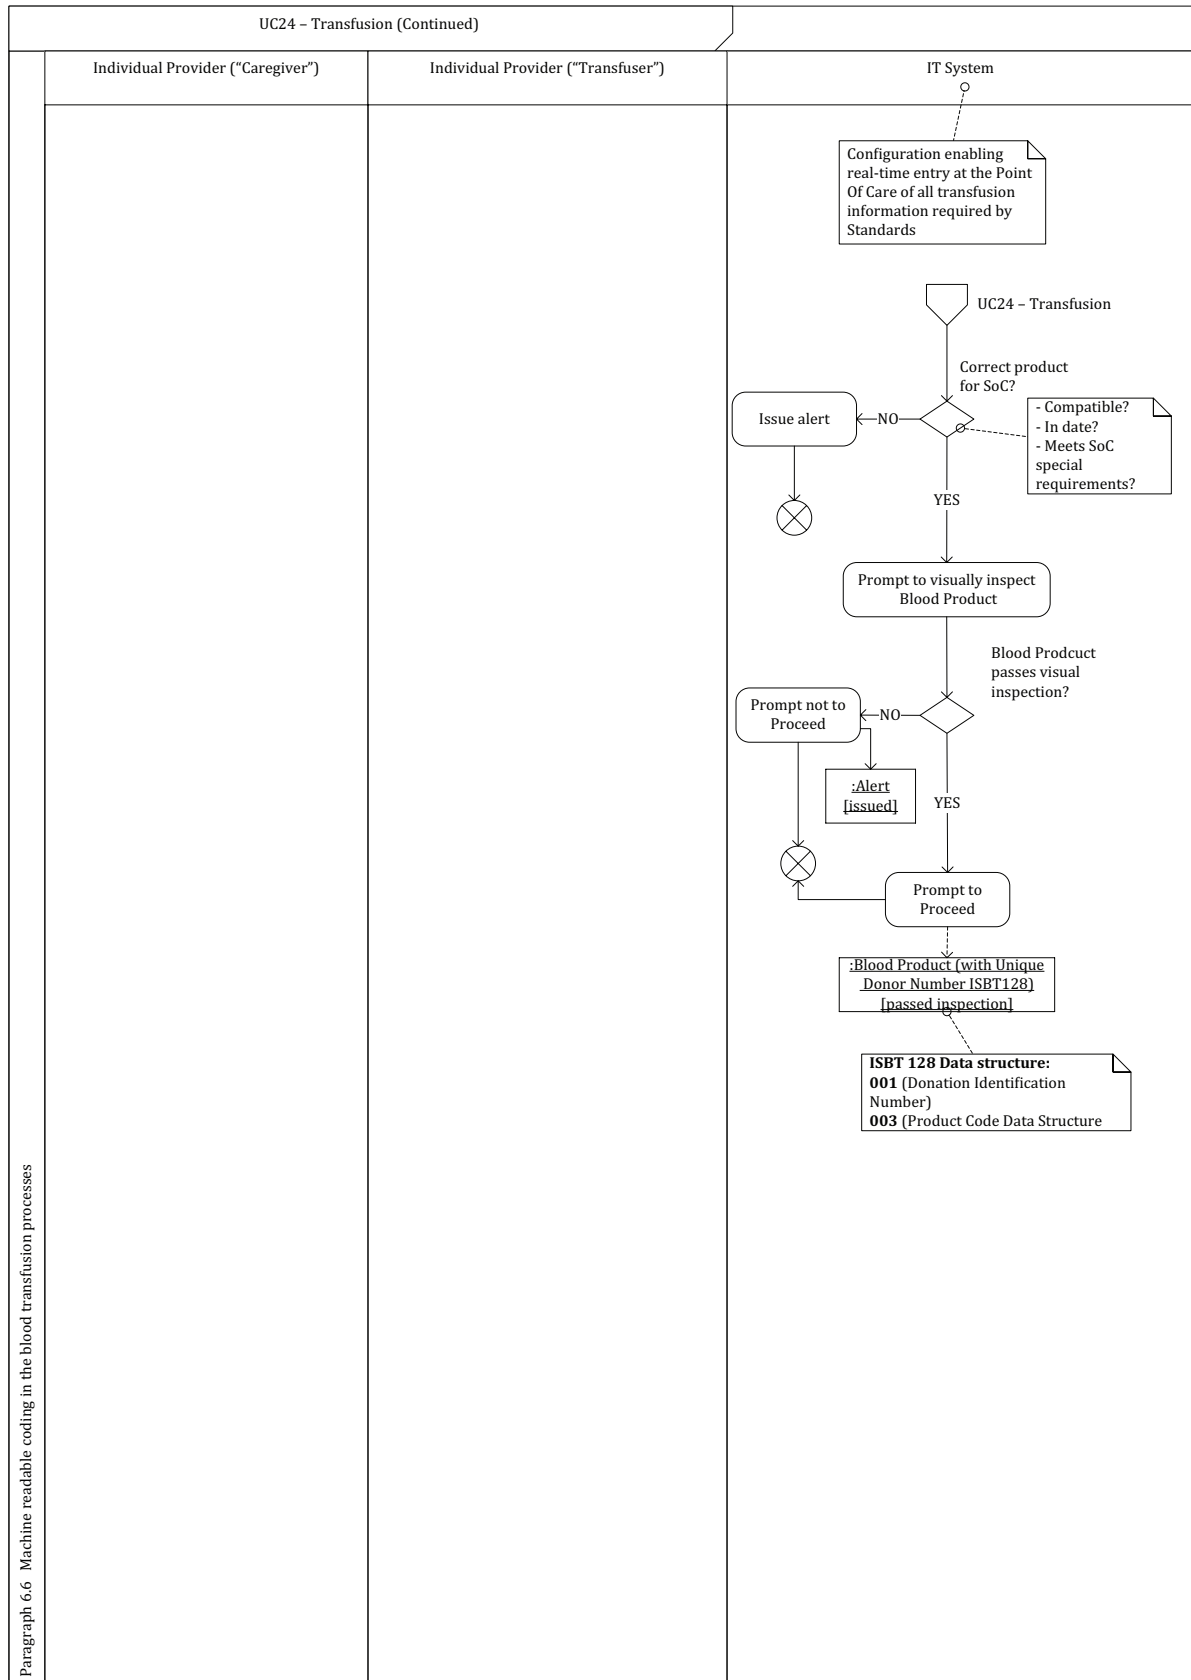 UC24 – Transfusion (Continued)
Individual Provider (“Caregiver”)
Individual Provider (“Transfuser”)
IT System
Configuration enabling
real-time entry at the Point
Of Care of all transfusion
information required by
Standards
UC24 – Transfusion
Correct product
for SoC?
- Compatible?
- In date?
- Meets SoC
special
requirements?
Issue alert
NO
YES
Prompt to visually inspect
Blood Product
Blood Prodcuct
passes visual
inspection?
Prompt not to
Proceed
NO
:Alert
[issued]
YES
Prompt to
Proceed
:Blood Product (with Unique
Donor Number ISBT128)
[passed inspection]
ISBT 128 Data structure:
001 (Donation Identification
Number)
003 (Product Code Data Structure
Paragraph 6.6  Machine readable coding in the blood transfusion processes